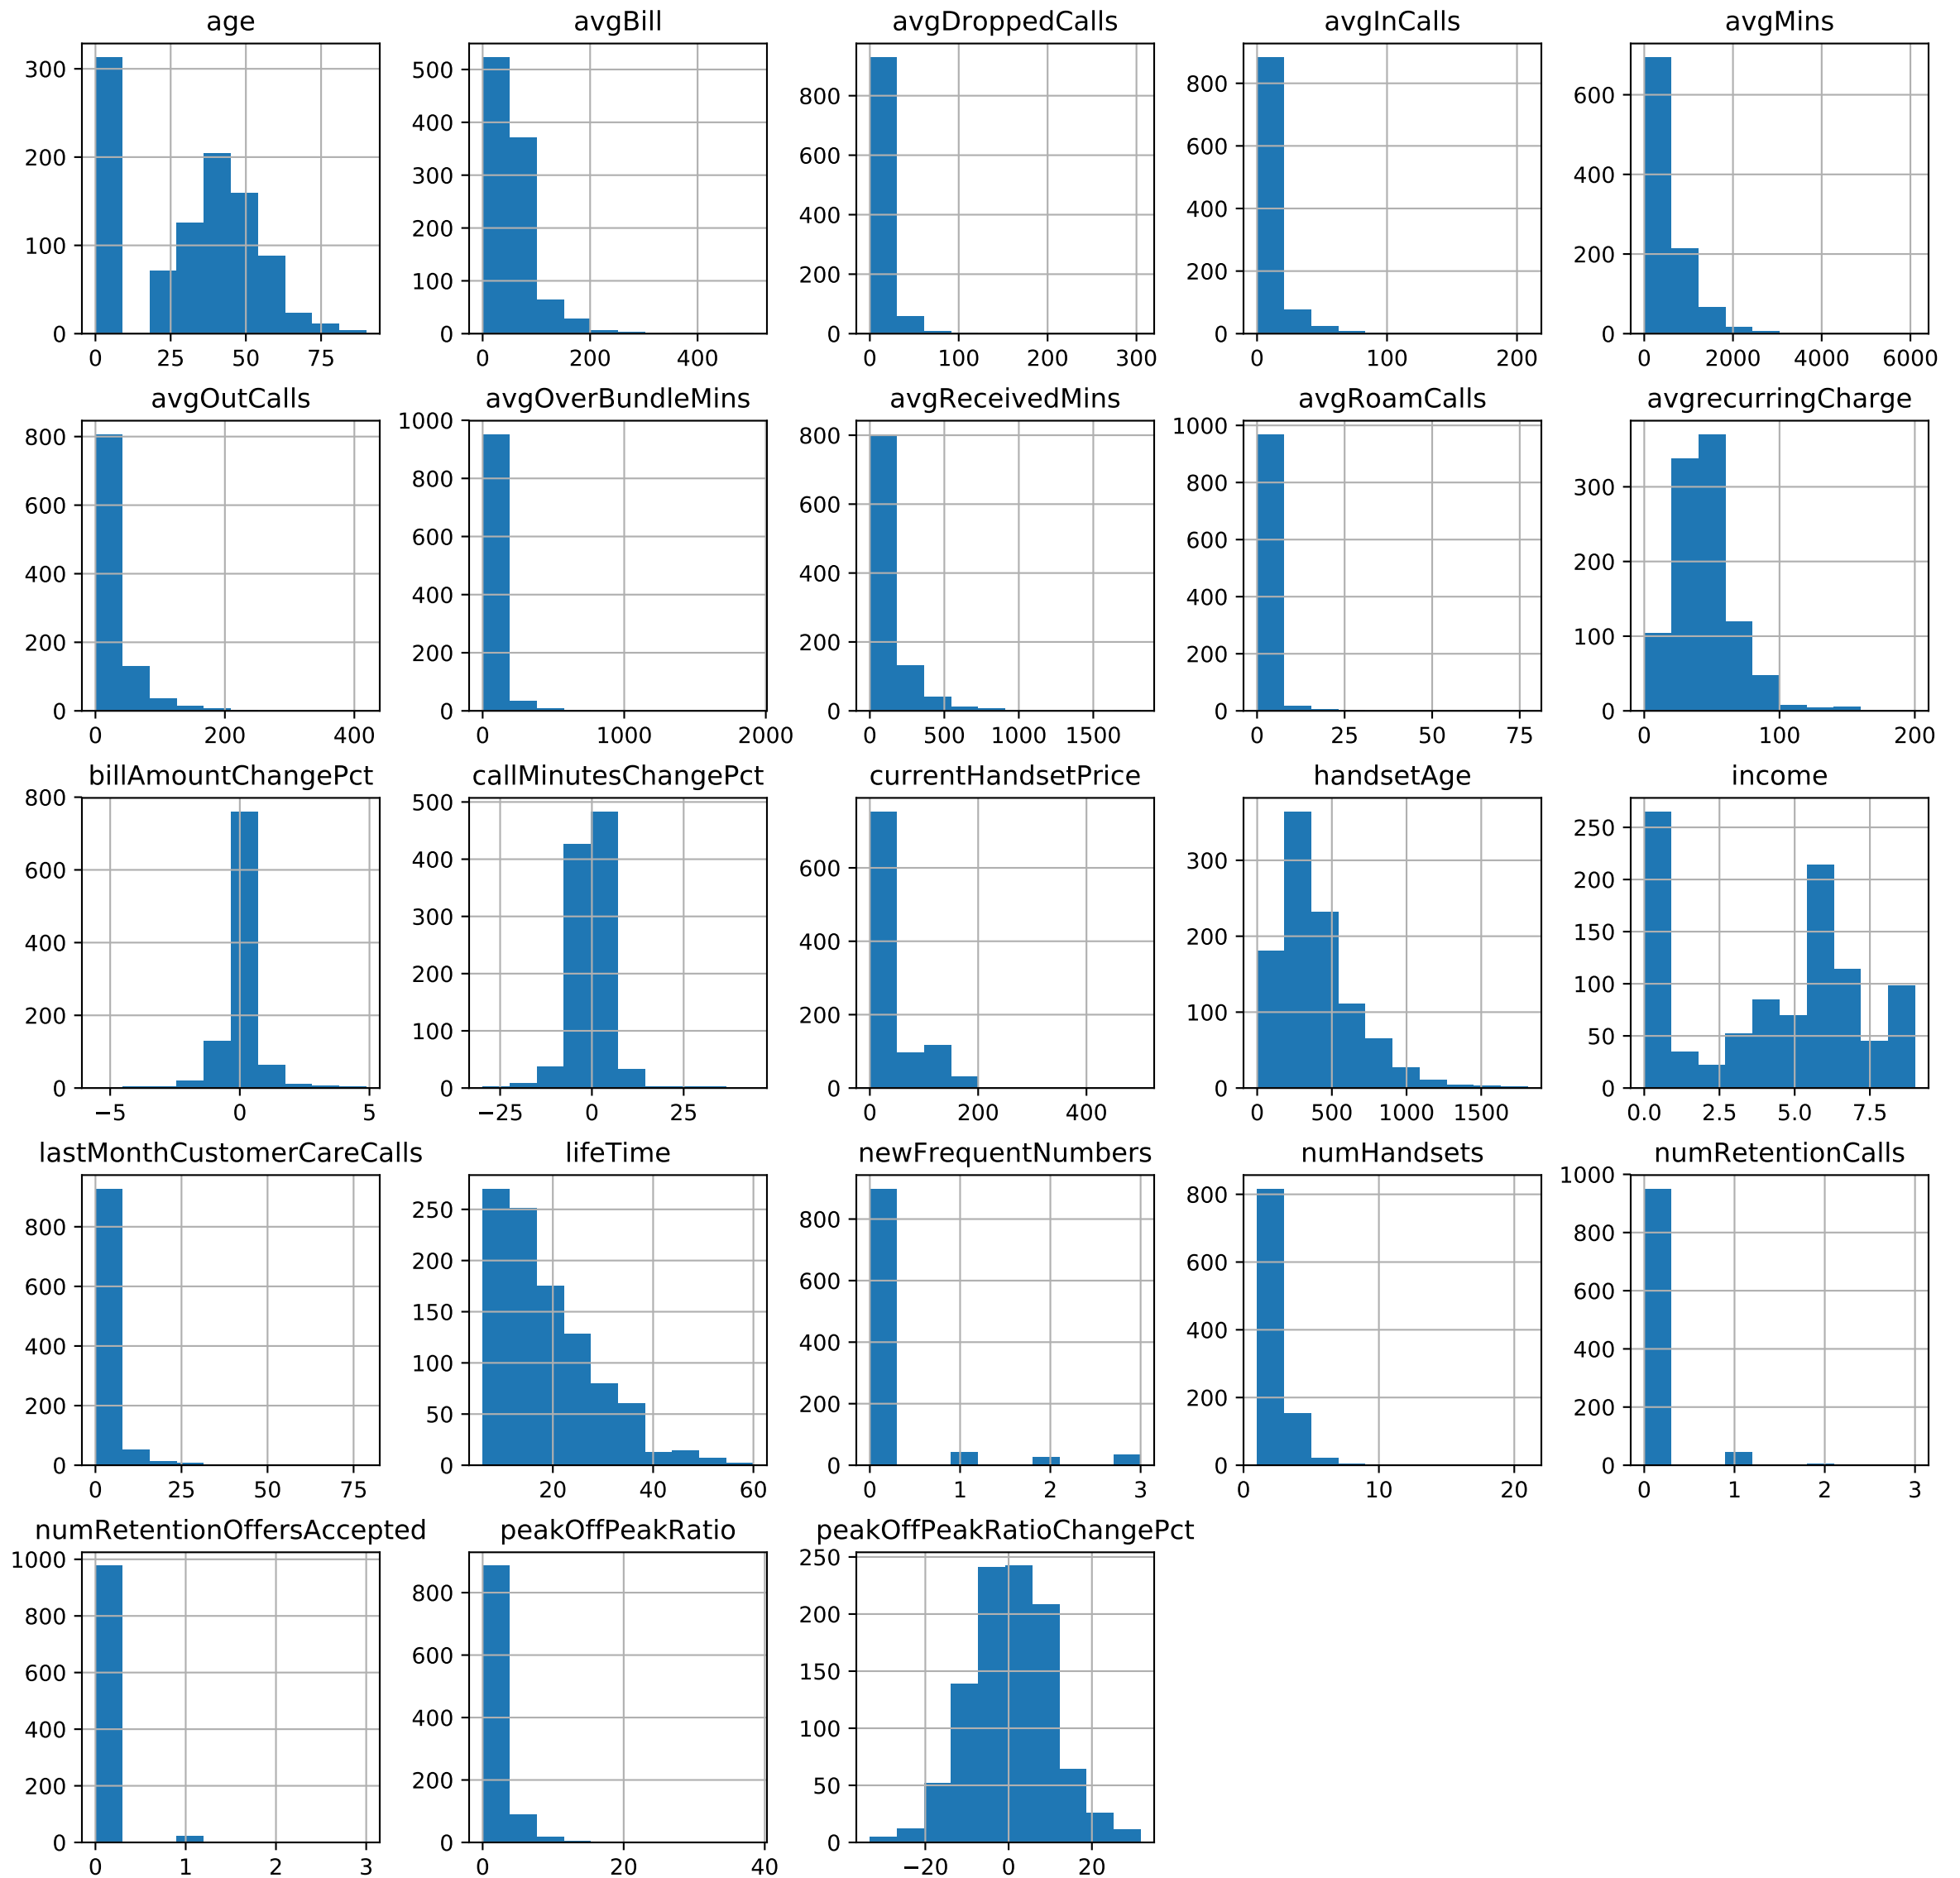 age avgBill avgDroppedCalls avgInCalls avgMins
300 200 100 0
0 25 50 75
500 400 300 200 100 0
0 200 400
800 600 400 200 0
0 100 200 300
800 600 400 200 0
0 100 200
600 400 200 0
0 2000 4000 6000
avgOutCalls avgOverBundleMins avgReceivedMins avgRoamCalls avgrecurringCharge
800 600 400 200 0
0 200 400
1000 800 600 400 200 0
0 1000 2000
800 600 400 200 0
0 500 1000 1500
1000 800 600 400 200 0
0 25 50 75
300 200 100 0
0 100 200
billAmountChangePct callMinutesChangePct currentHandsetPrice handsetAge income
800 600 400 200 0
−5 0 5
500 400 300 200 100 0
−25 0 25
600 400 200 0
0 200 400
300 200 100 0
0 500 1000 1500
250 200 150 100 50 0
0.0 2.5 5.0 7.5
lastMonthCustomerCareCalls lifeTime newFrequentNumbers numHandsets numRetentionCalls
800 600 400 200 0
0 25 50 75
250 200 150 100 50 0
20 40 60
800 600 400 200 0
0 1 2 3
800 600 400 200 0
0 10 20
1000 800 600 400 200 0
0 1 2 3
numRetentionOffersAccepted peakOffPeakRatio peakOffPeakRatioChangePct
1000 800 600 400 200 0
0 1 2 3
800 600 400 200 0
0 20 40
250 200 150 100 50 0
−20 0 20